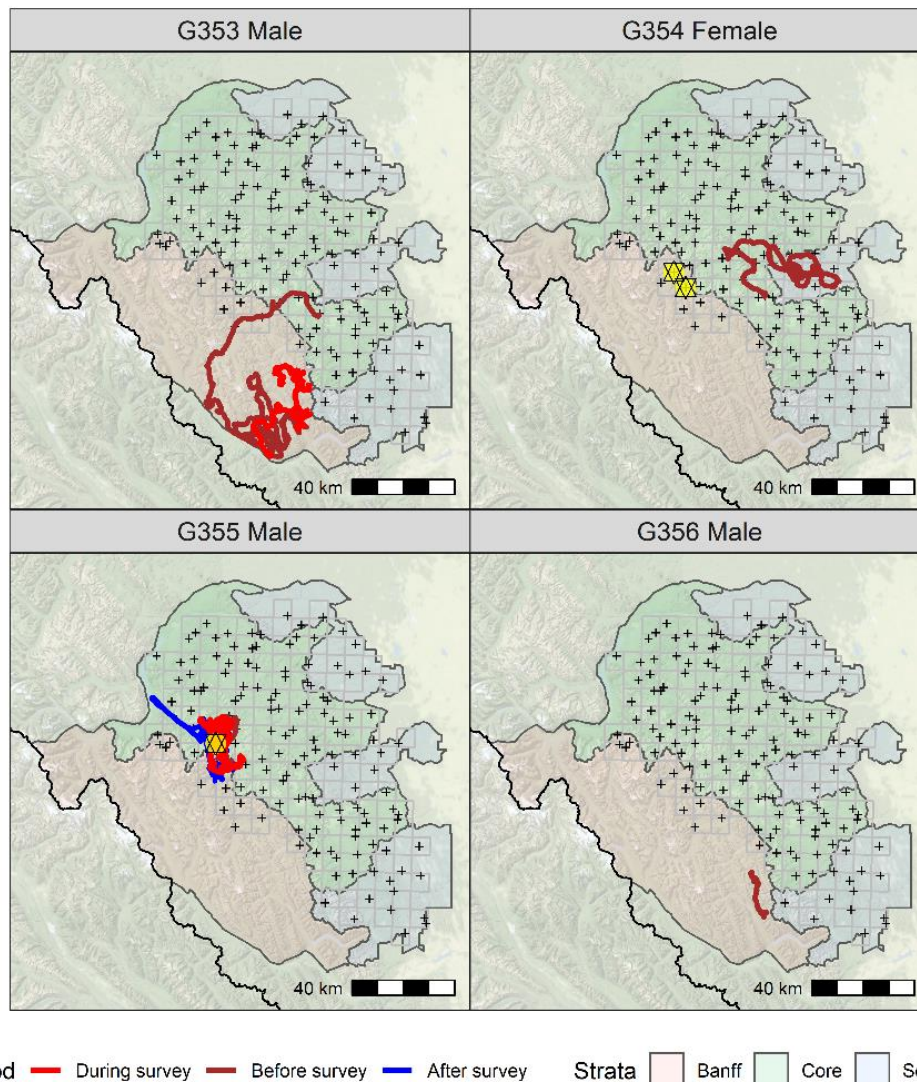 G353 Male
G354 Female
40 km
40 km
G355 Male
G356 Male
40 km
40 km
During survey Before survey After survey Strata Banff Core